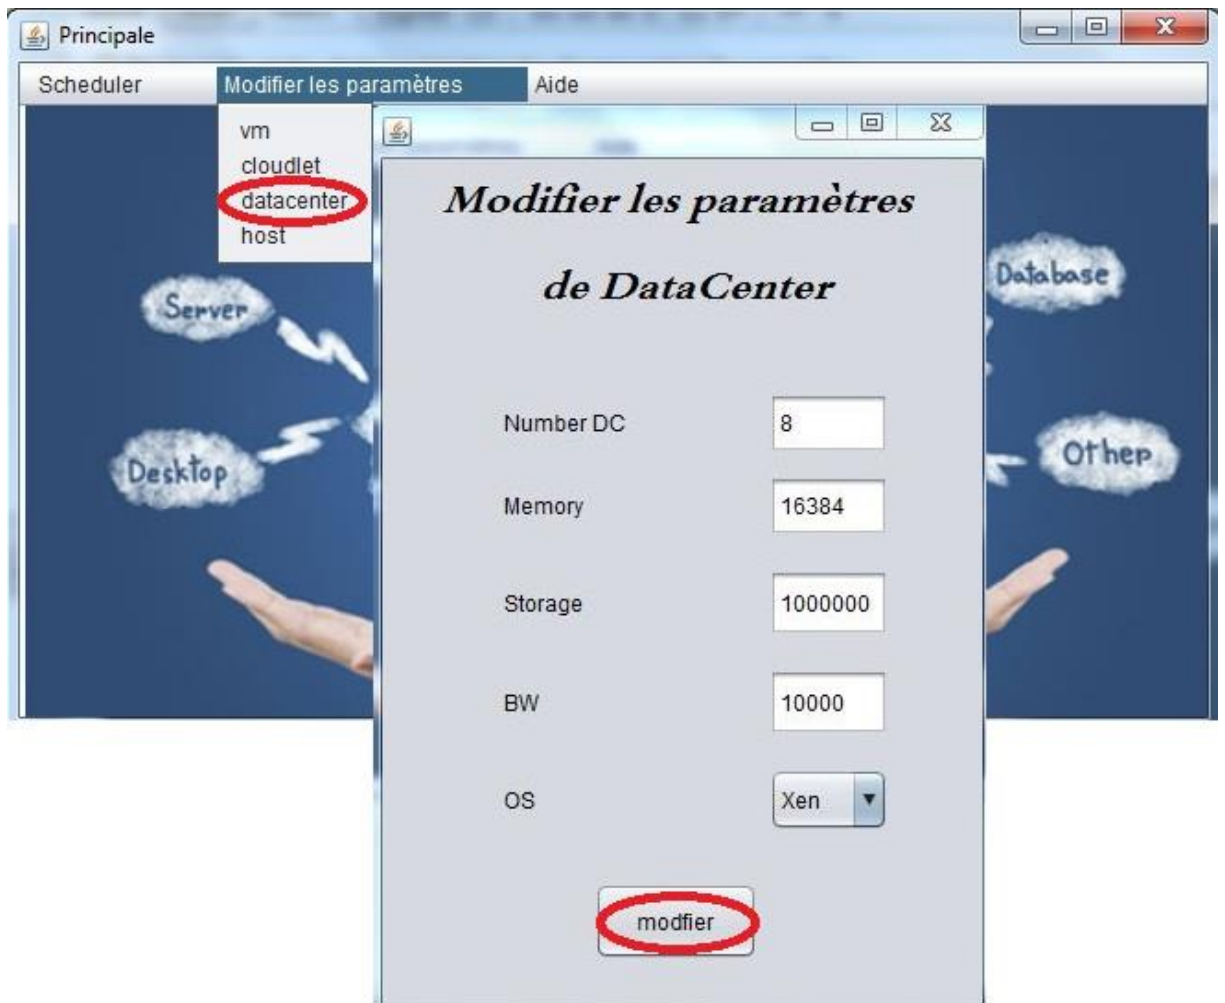 Principale
Scheduler Modifier les paramètres Aide
vm
cloudlet
datacenter
host
Modifier les paramètres
de DataCenter
Number DC 8
Memory 16384
Storage 1000000
BW 10000
OS Xen
modfier
Server
Desktop
Database
Other